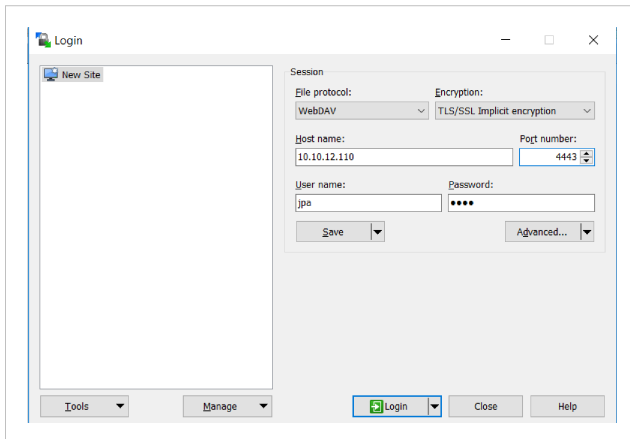 Login
New Site
Session
File protocol:
Encryption:
WebDAV
TLS/SSL Implicit encryption
Host name:
Port number:
10.10.12.110
4443
User name:
Password:
jpa
••••
Save
Advanced...
Tools
Manage
Login
Close
Help